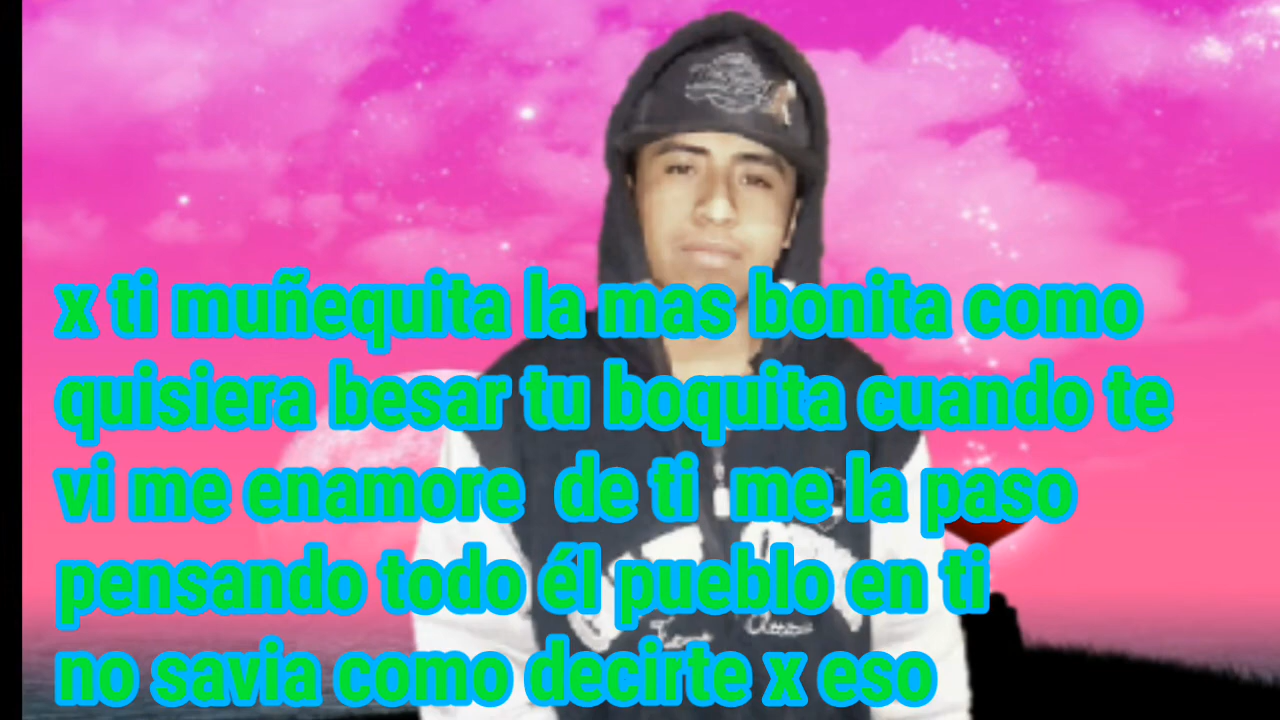 x ti muñequita la mas bonita como
quisiera besar tu boquita cuando te
vi me enamore de ti me la paso
pensando todo él pueblo en ti
no savia como decirte x eso